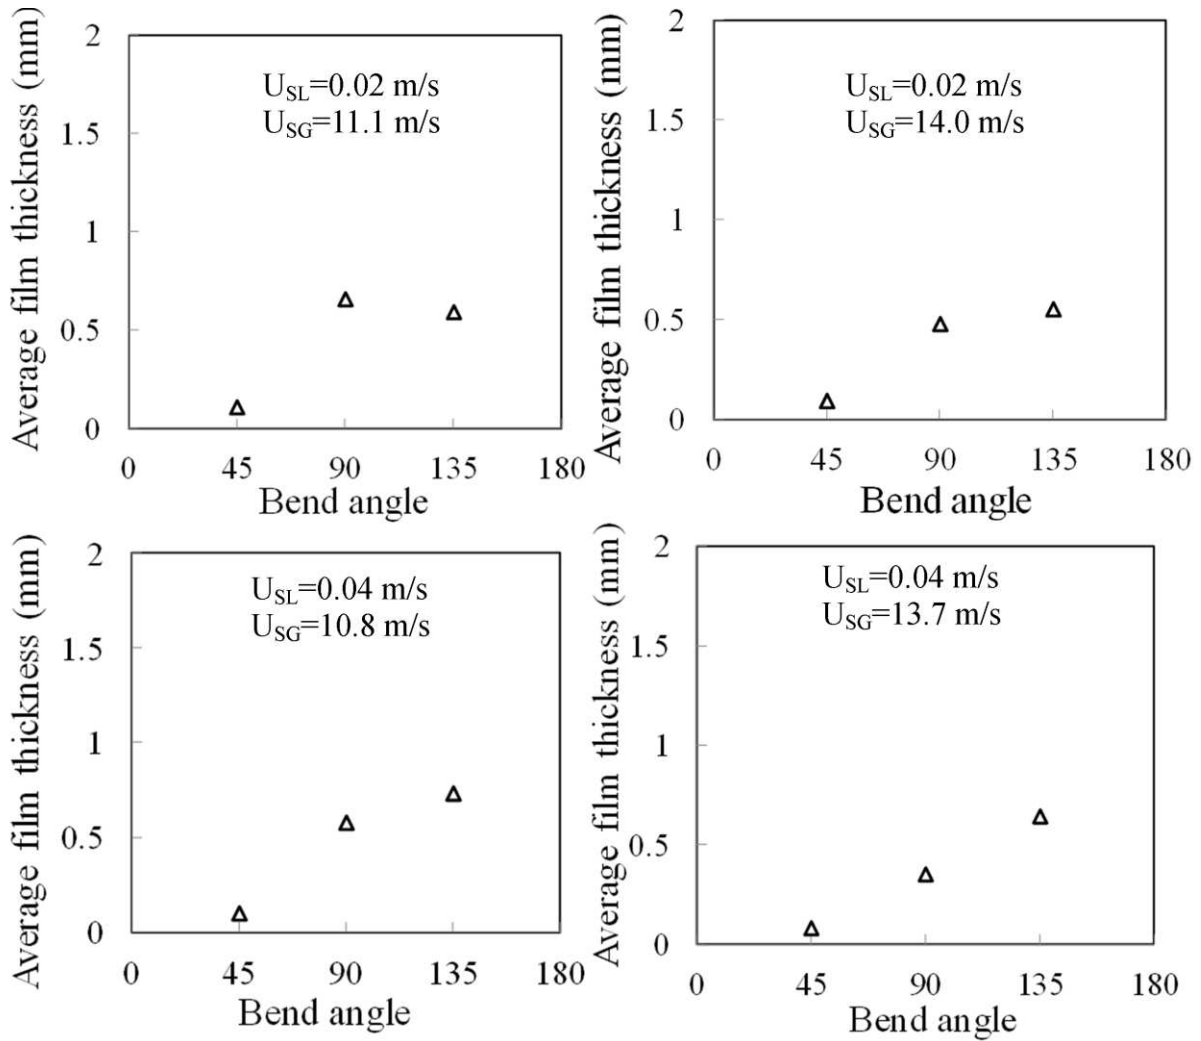 Average film thickness (mm)
2
1.5
1
0.5
0
U_SL=0.02 m/s
U_SG=11.1 m/s
0 45 90 135 180
Bend angle
Average film thickness (mm)
2
1.5
1
0.5
0
U_SL=0.02 m/s
U_SG=14.0 m/s
0 45 90 135 180
Bend angle
Average film thickness (mm)
2
1.5
1
0.5
0
U_SL=0.04 m/s
U_SG=10.8 m/s
0 45 90 135 180
Bend angle
Average film thickness (mm)
2
1.5
1
0.5
0
U_SL=0.04 m/s
U_SG=13.7 m/s
0 45 90 135 180
Bend angle